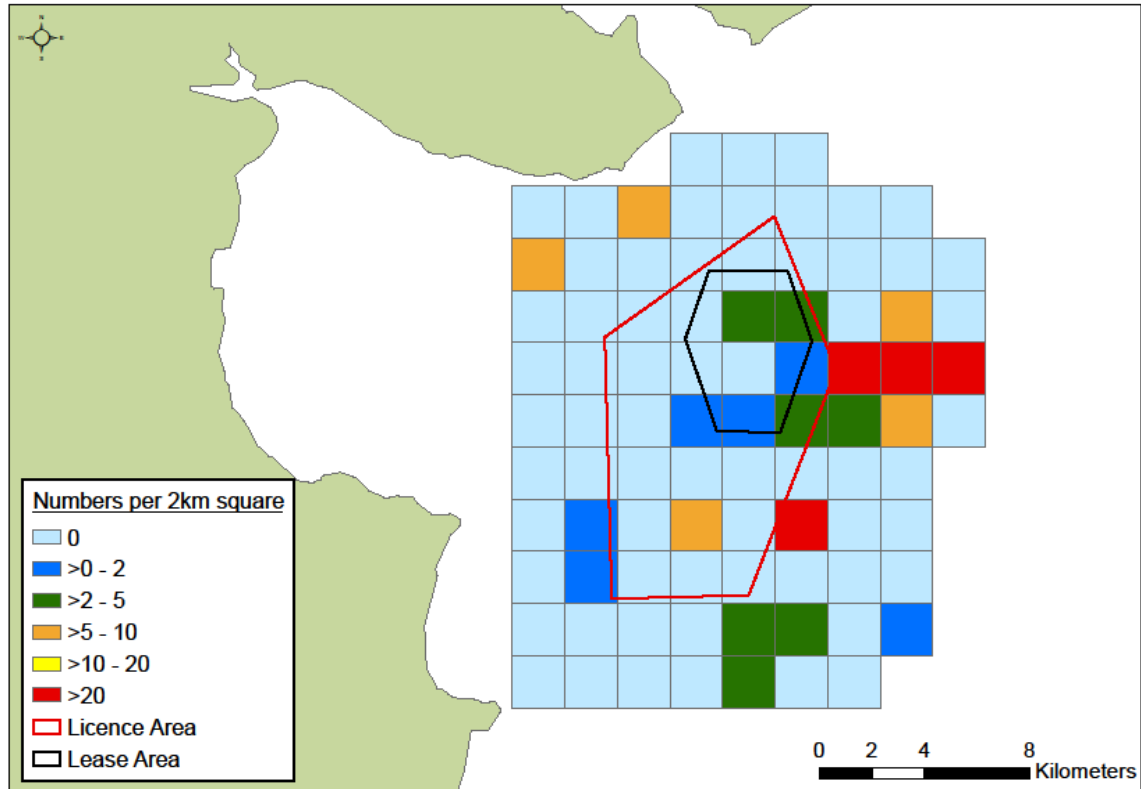 N
W E
S
Numbers per 2km square
0
>0 - 2
>2 - 5
>5 - 10
>10 - 20
>20
Licence Area
Lease Area
0 2 4 8
Kilometers